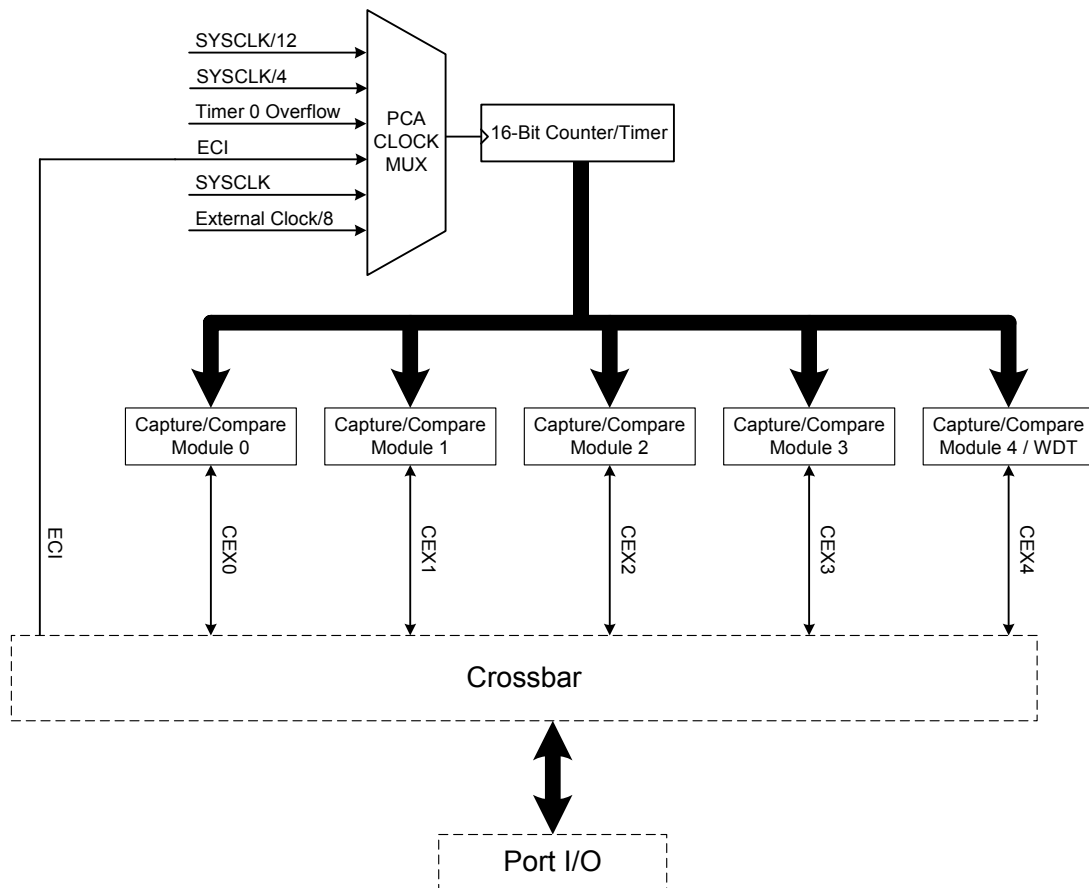 SYSCLK/12
SYSCLK/4
Timer 0 Overflow
ECI
SYSCLK
External Clock/8
PCA
CLOCK
MUX
16-Bit Counter/Timer
Capture/Compare
Module 0
Capture/Compare
Module 1
Capture/Compare
Module 2
Capture/Compare
Module 3
Capture/Compare
Module 4 / WDT
ECI
CEX0
CEX1
CEX2
CEX3
CEX4
Crossbar
Port I/O